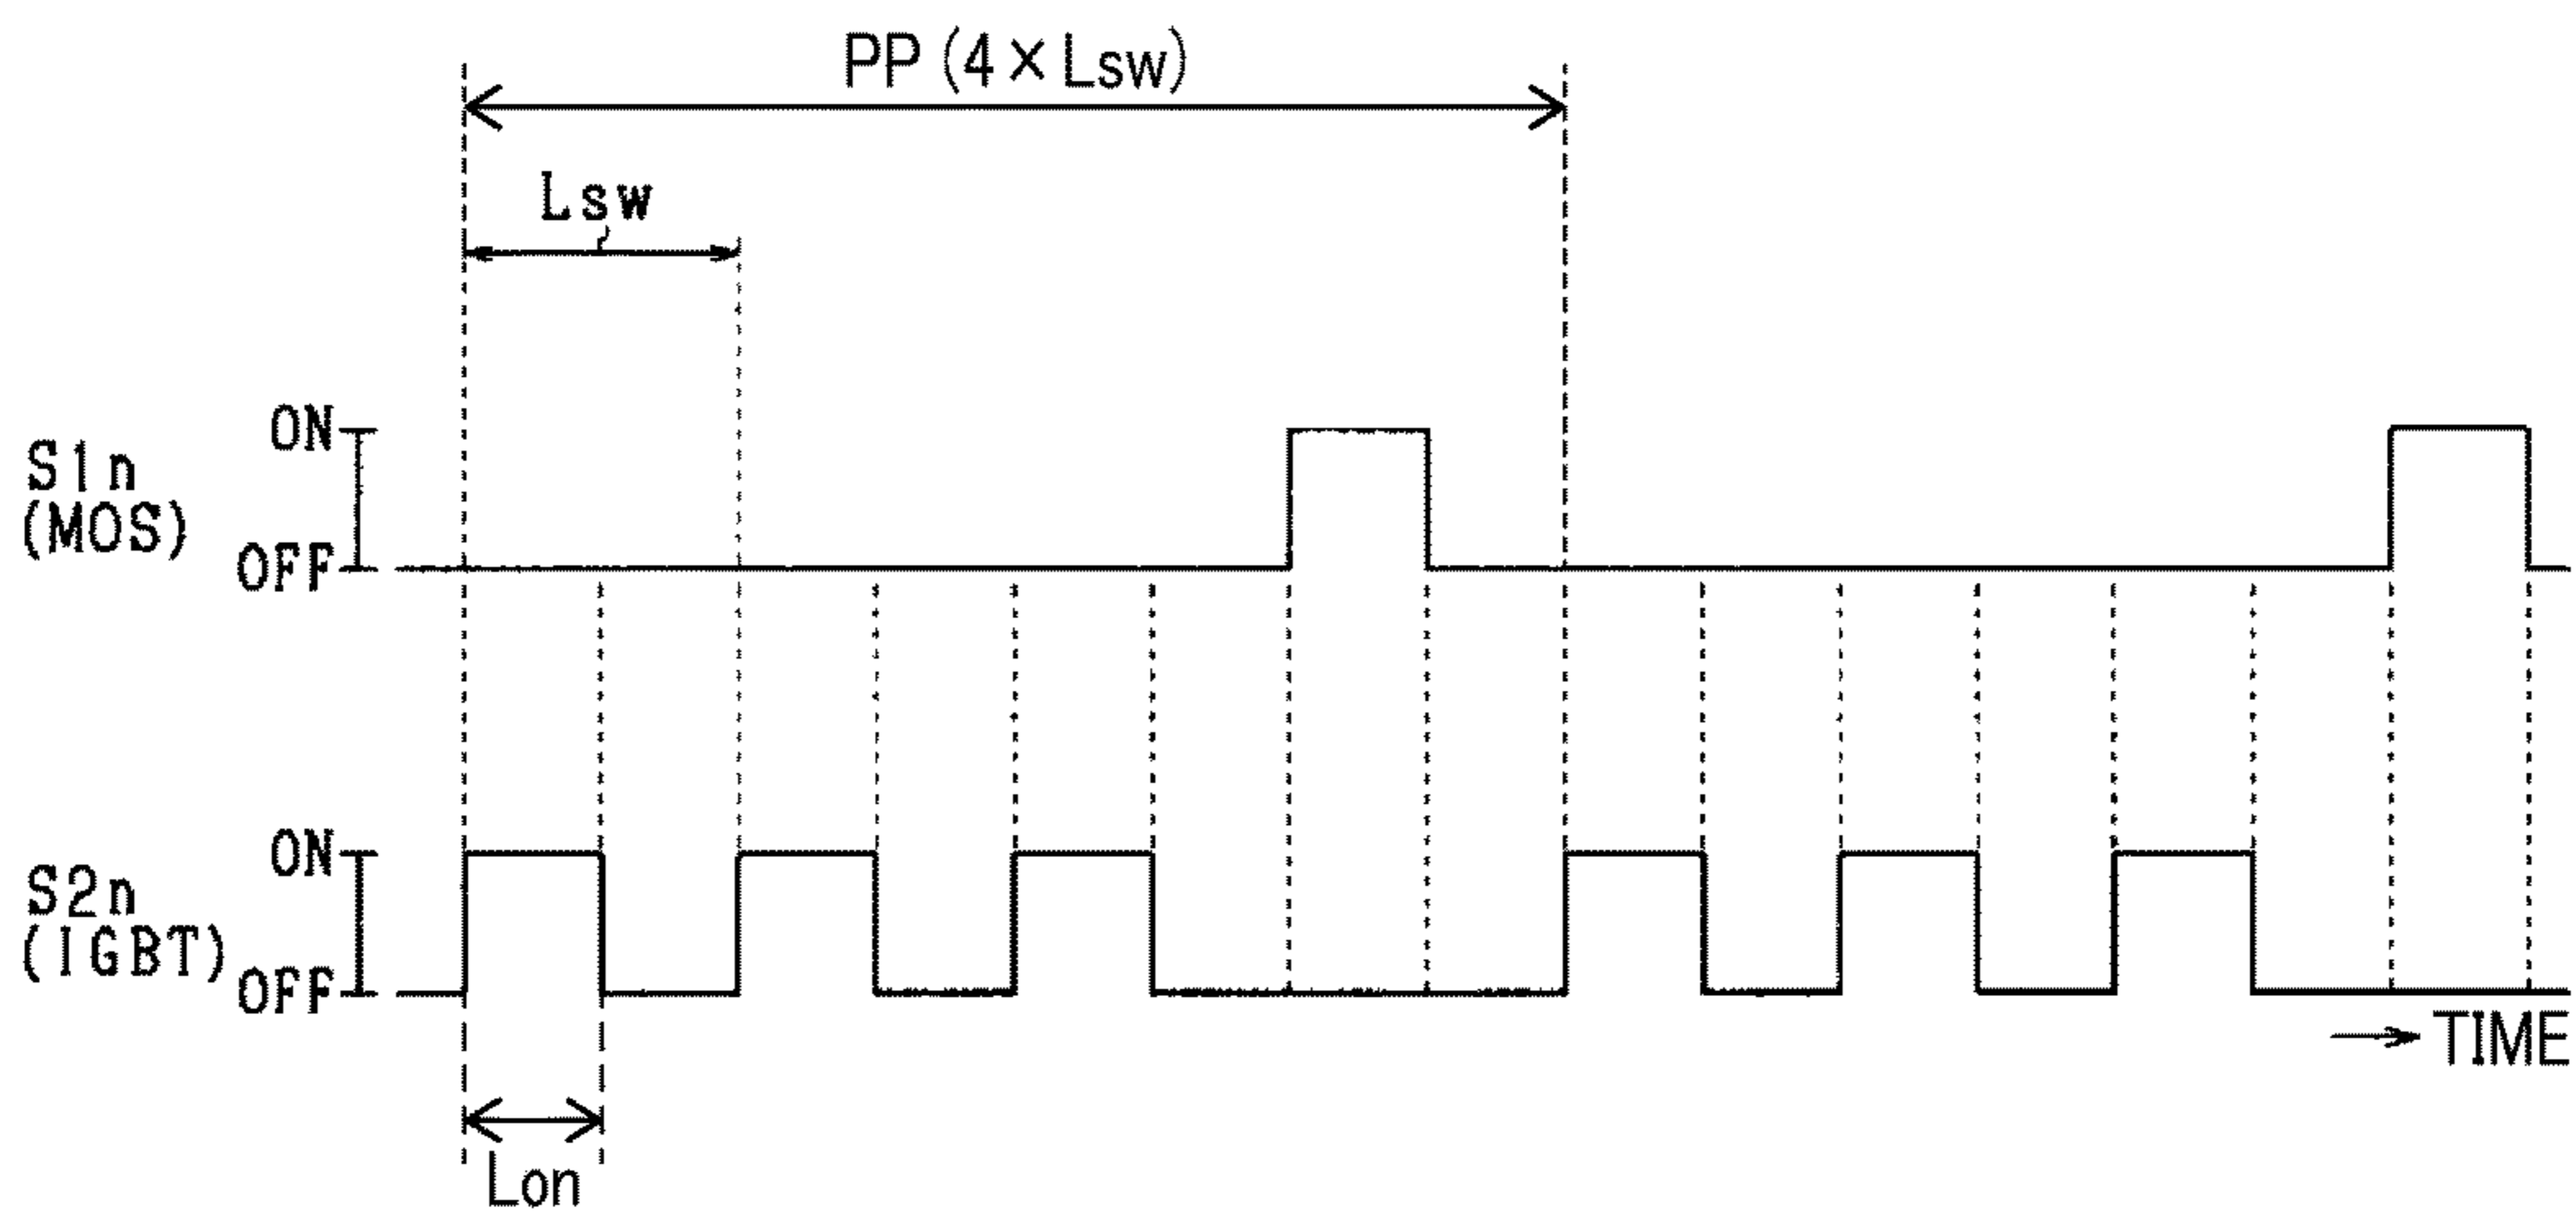 PP (4×Lsw)
Lsw
ON
S1n
(MOS)
OFF
ON
S2n
(IGBT)
OFF
TIME
Lon